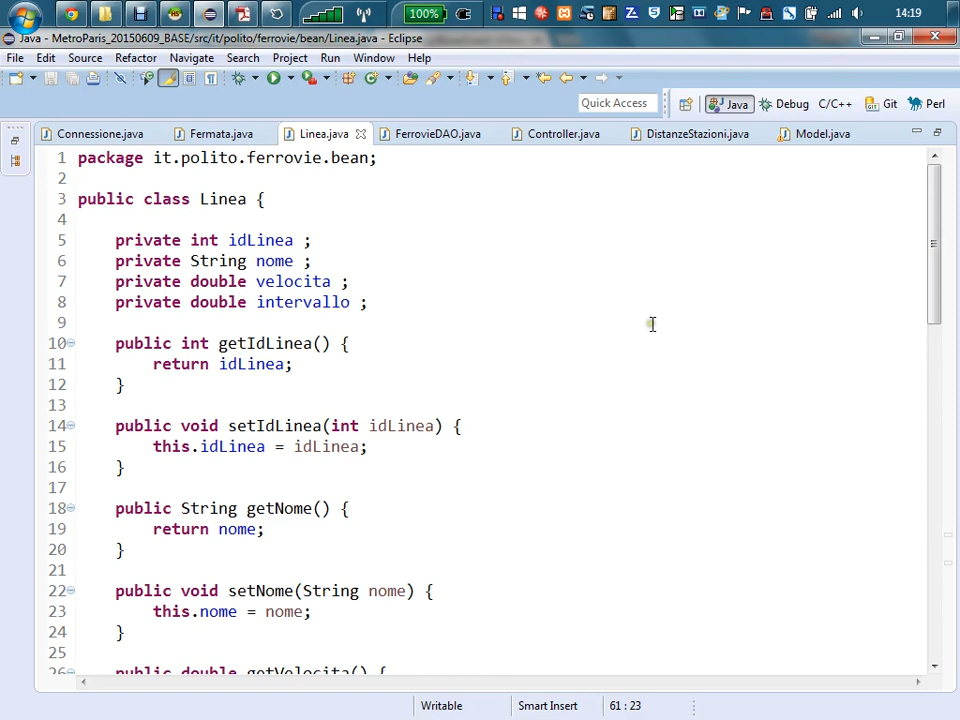 100%
14:19
Java - MetroParis_20150609_BASE/src/it/polito/ferrovie/bean/Linea.java - Eclipse
File Edit Source Refactor Navigate Search Project Run Window Help
Quick Access Java Debug C/C++ Git Perl
Connessione.java Fermata.java Linea.java FerrovieDAO.java Controller.java DistanzeStazioni.java Model.java
1 package it.polito.ferrovie.bean;
2
3 public class Linea {
4
5 private int idLinea ;
6 private String nome ;
7 private double velocita ;
8 private double intervallo ;
9
10 public int getIdLinea() {
11 return idLinea;
12 }
13
14 public void setIdLinea(int idLinea) {
15 this.idLinea = idLinea;
16 }
17
18 public String getNome() {
19 return nome;
20 }
21
22 public void setNome(String nome) {
23 this.nome = nome;
24 }
25
26 public double getVelocita() {
Writable Smart Insert 61 : 23